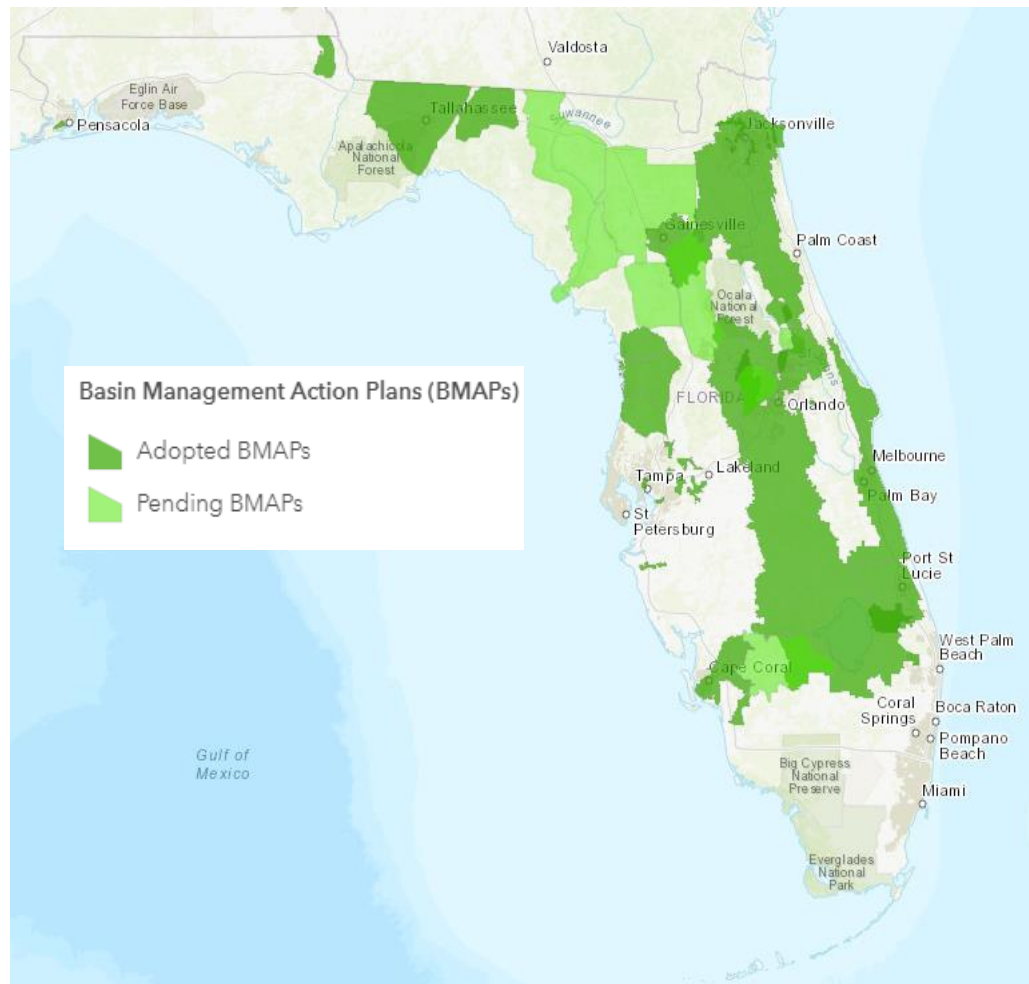 Valdosta
Eglin Air
Force Base
Pensacola
Tallahassee
Suwannee
Jacksonville
Apalachicola
National
Forest
Gainesville
Palm Coast
Ocala
National
Forest
Basin Management Action Plans (BMAPs)
Adopted BMAPs
Pending BMAPs
FLORIDA
Orlando
Melbourne
Palm Bay
Tampa
Lakeland
St
Petersburg
Port St
Lucie
West Palm
Beach
Cape Coral
Coral
Springs
Boca Raton
Pompano
Beach
Gulf of
Mexico
Big Cypress
National
Preserve
Miami
Everglades
National
Park